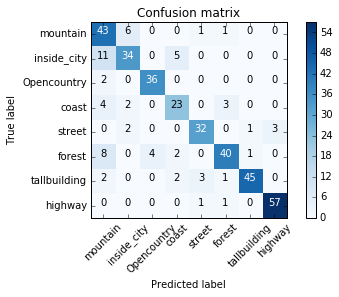 Confusion matrix
True label
mountain 43 6 0 0 1 1 0 0
inside_city 11 34 0 5 0 0 0 0
Opencountry 2 0 36 0 0 0 0 0
coast 4 2 0 23 0 3 0 0
street 0 2 0 0 32 0 1 3
forest 8 0 4 2 0 40 1 0
tallbuilding 2 0 0 2 3 1 45 0
highway 0 0 0 0 1 1 0 57
mountain inside_city Opencountry coast street forest tallbuilding highway
Predicted label
54
48
42
36
30
24
18
12
6
0